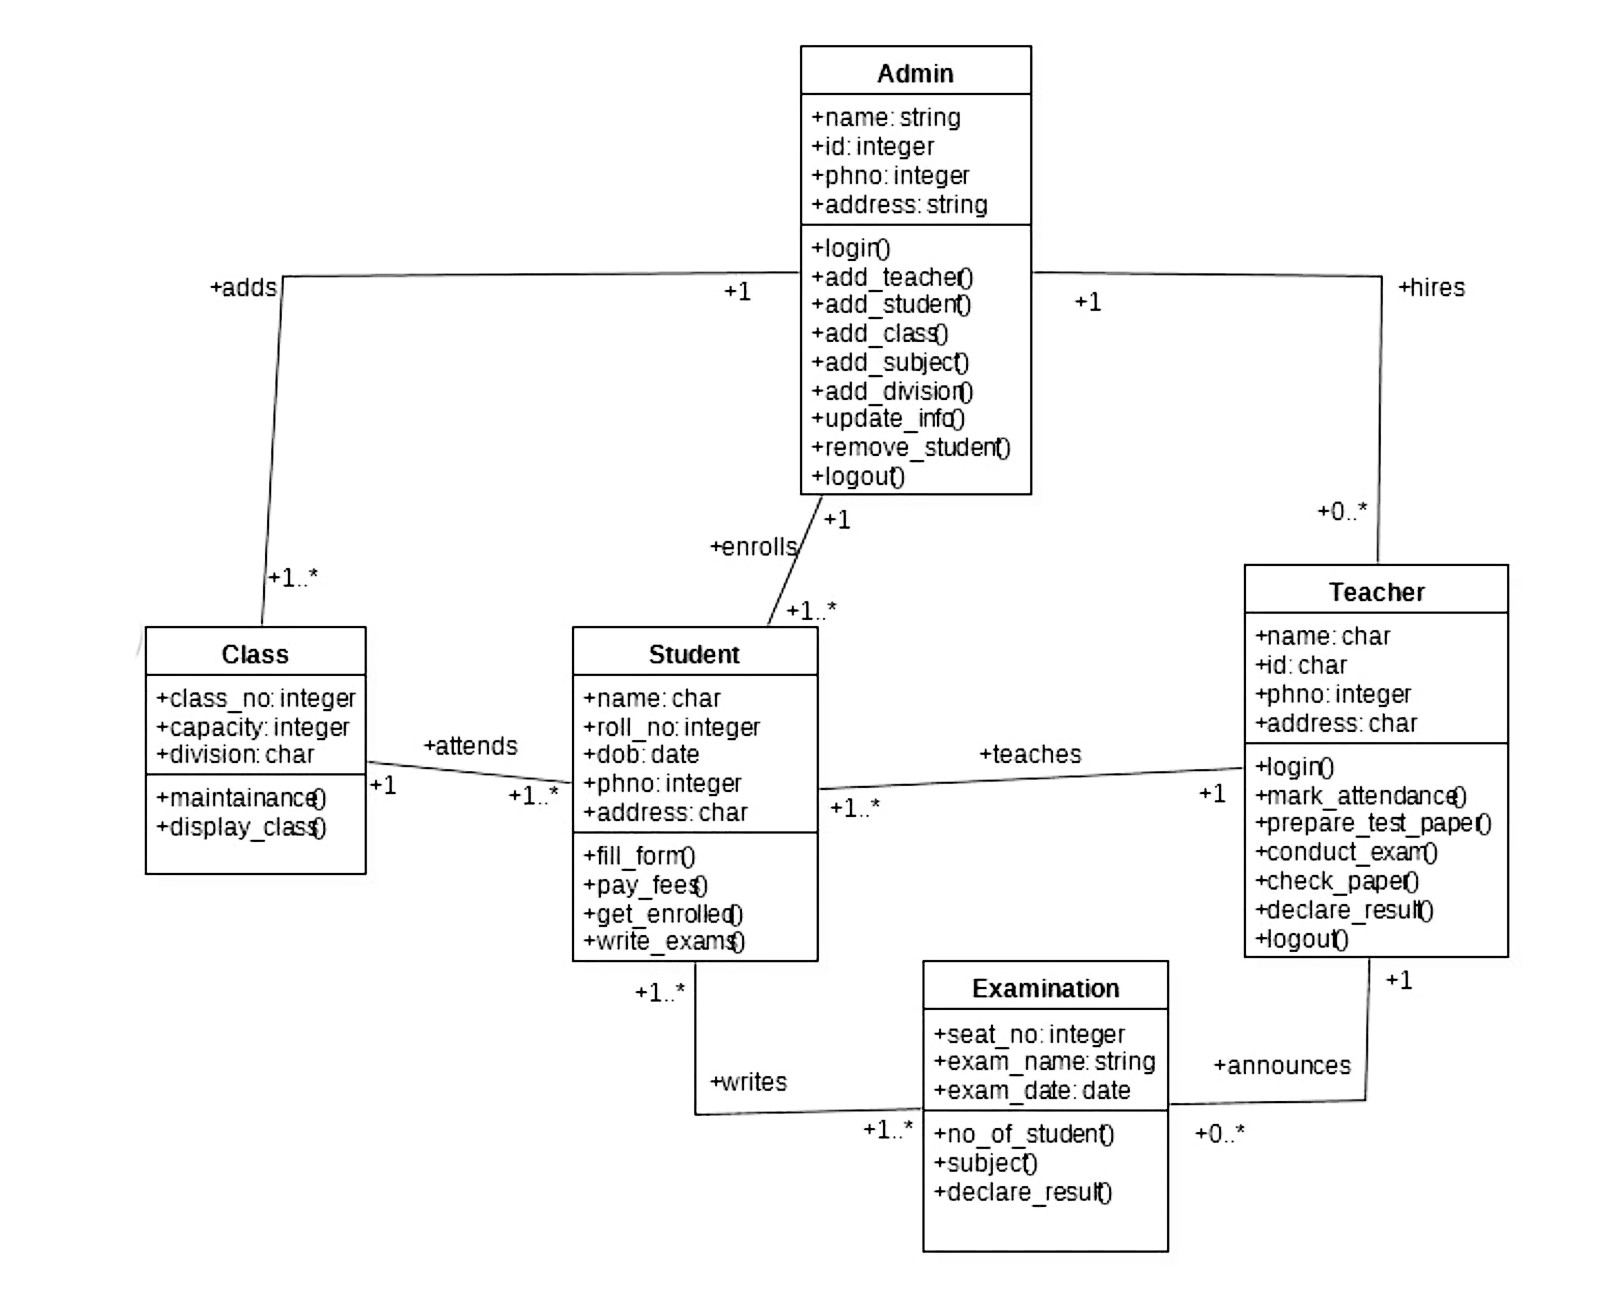 Admin
+name: string
+id: integer
+phno: integer
+address: string
+login()
+add_teacher()
+add_student()
+add_class()
+add_subject()
+add_division()
+update_info()
+remove_student()
+logout()
+adds
+1
+1
+hires
+1..*
+enrolls
+1
+1..*
+0..*
Class
+class_no: integer
+capacity: integer
+division: char
+maintainance()
+display_class()
+attends
+1
+1..*
Student
+name: char
+roll_no: integer
+dob: date
+phno: integer
+address: char
+fill_form()
+pay_fees()
+get_enrolled()
+write_exams()
+teaches
+1..*
+1
Teacher
+name: char
+id: char
+phno: integer
+address: char
+login()
+mark_attendance()
+prepare_test_paper()
+conduct_exam()
+check_paper()
+declare_result()
+logout()
+1..*
+writes
+1..*
Examination
+seat_no: integer
+exam_name: string
+exam_date: date
+no_of_student()
+subject()
+declare_result()
+1
+announces
+0..*